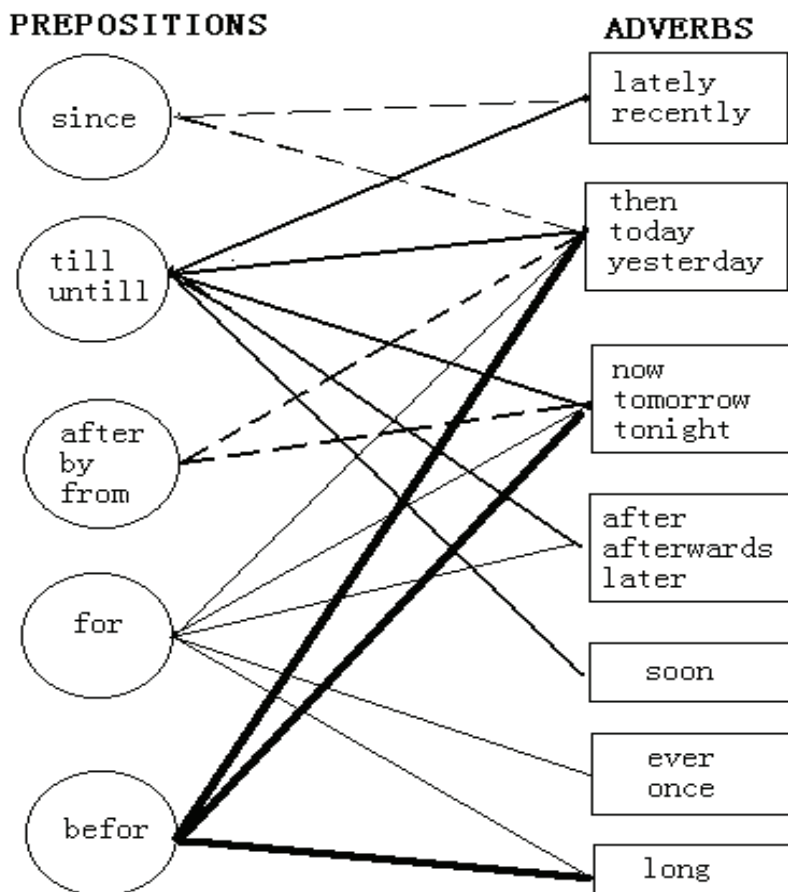 PREPOSITIONS
ADVERBS
since
till
untill
after
by
from
for
befor
lately
recently
then
today
yesterday
now
tomorrow
tonight
after
afterwards
later
soon
ever
once
long